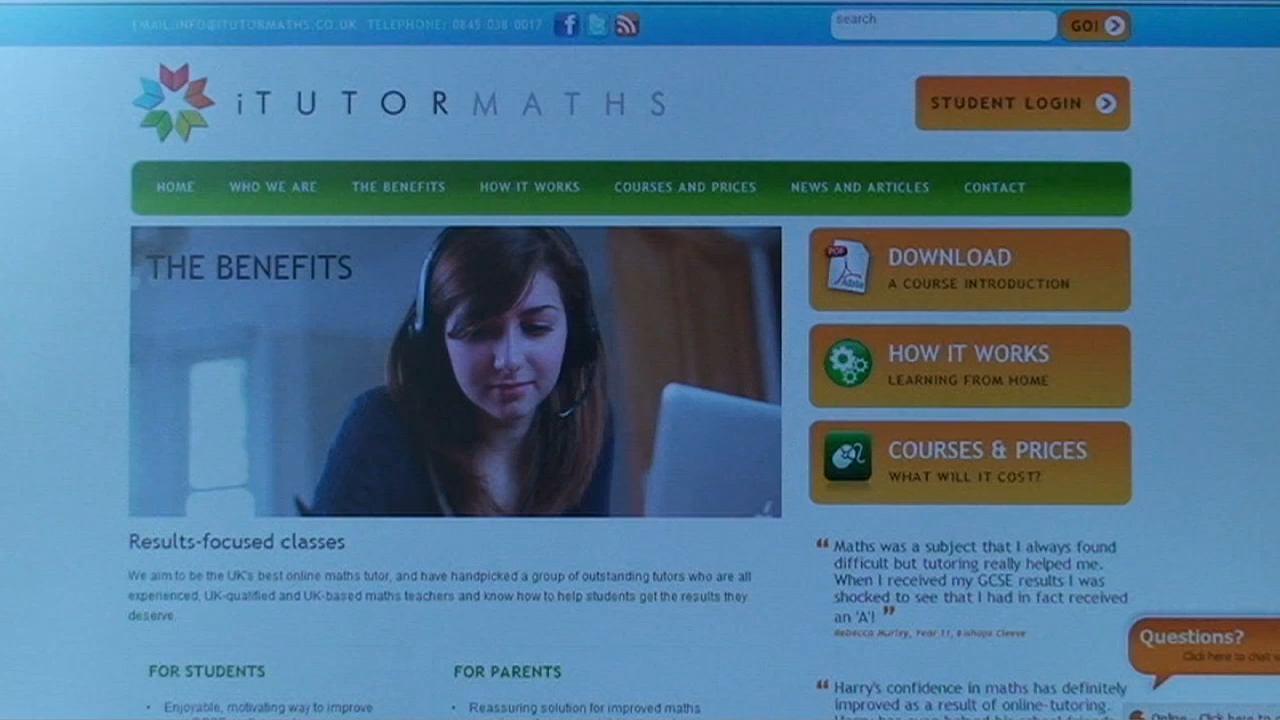 EMAIL:INFO@ITUTORMATHS.CO.UK TELEPHONE: 0845 038 0017
search
GO!
iTUTORMATHS
STUDENT LOGIN
HOME WHO WE ARE THE BENEFITS HOW IT WORKS COURSES AND PRICES NEWS AND ARTICLES CONTACT
THE BENEFITS
PDF
Adobe
DOWNLOAD
A COURSE INTRODUCTION
HOW IT WORKS
LEARNING FROM HOME
COURSES & PRICES
WHAT WILL IT COST?
Results-focused classes
We aim to be the UK's best online maths tutor, and have handpicked a group of outstanding tutors who are all
experienced, UK-qualified and UK-based maths teachers and know how to help students get the results they
deserve.
FOR STUDENTS
• Enjoyable, motivating way to improve
FOR PARENTS
• Reassuring solution for improved maths
“ Maths was a subject that I always found
difficult but tutoring really helped me.
When I received my GCSE results I was
shocked to see that I had in fact received
an 'A'! ”
Rebecca Hurley, Year 11, Bishops Cleeve
“ Harry's confidence in maths has definitely
improved as a result of online-tutoring.
Questions?
Click here to chat